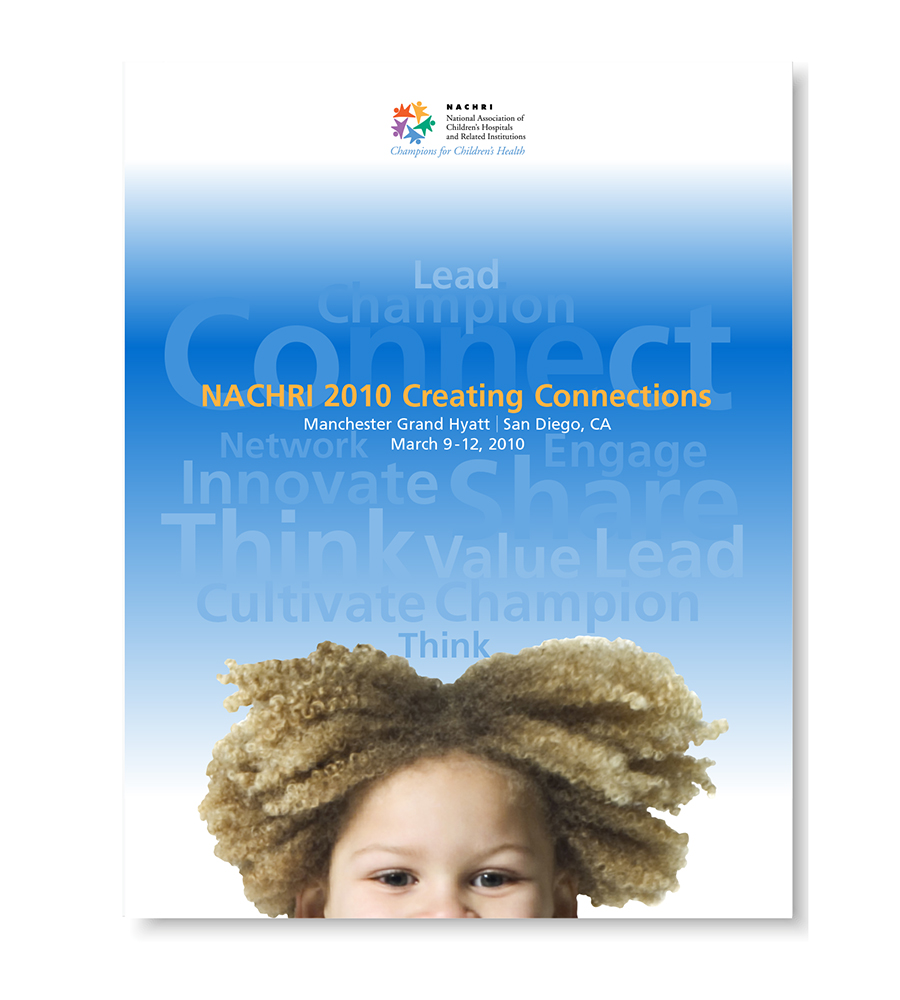 NACHRI
National Association of
Children's Hospitals
and Related Institutions
Champions for Children's Health
Lead
Champion
Connect
NACHRI 2010 Creating Connections
Manchester Grand Hyatt | San Diego, CA
March 9-12, 2010
Network Engage
Innovate Share
Think Value Lead
Cultivate Champion
Think